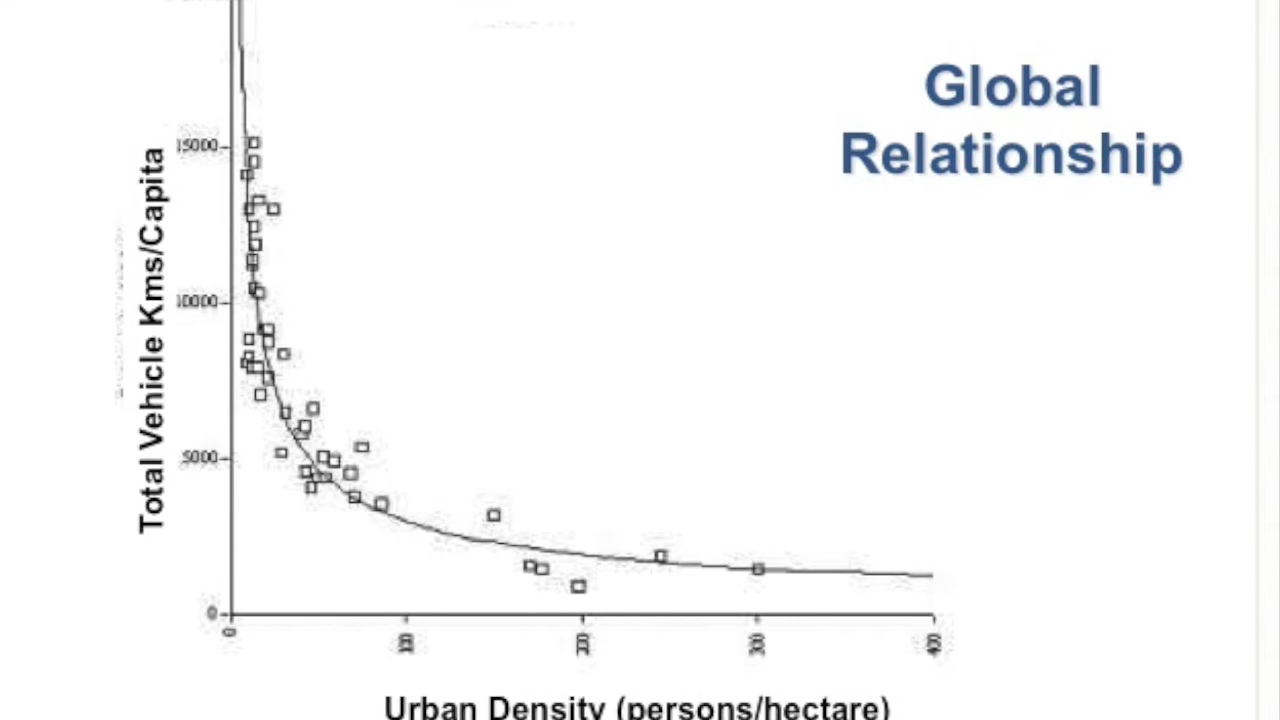 Global
Relationship
Total Vehicle Kms/Capita
15000
10000
5000
0
0
100
200
300
400
Urban Density (persons/hectare)